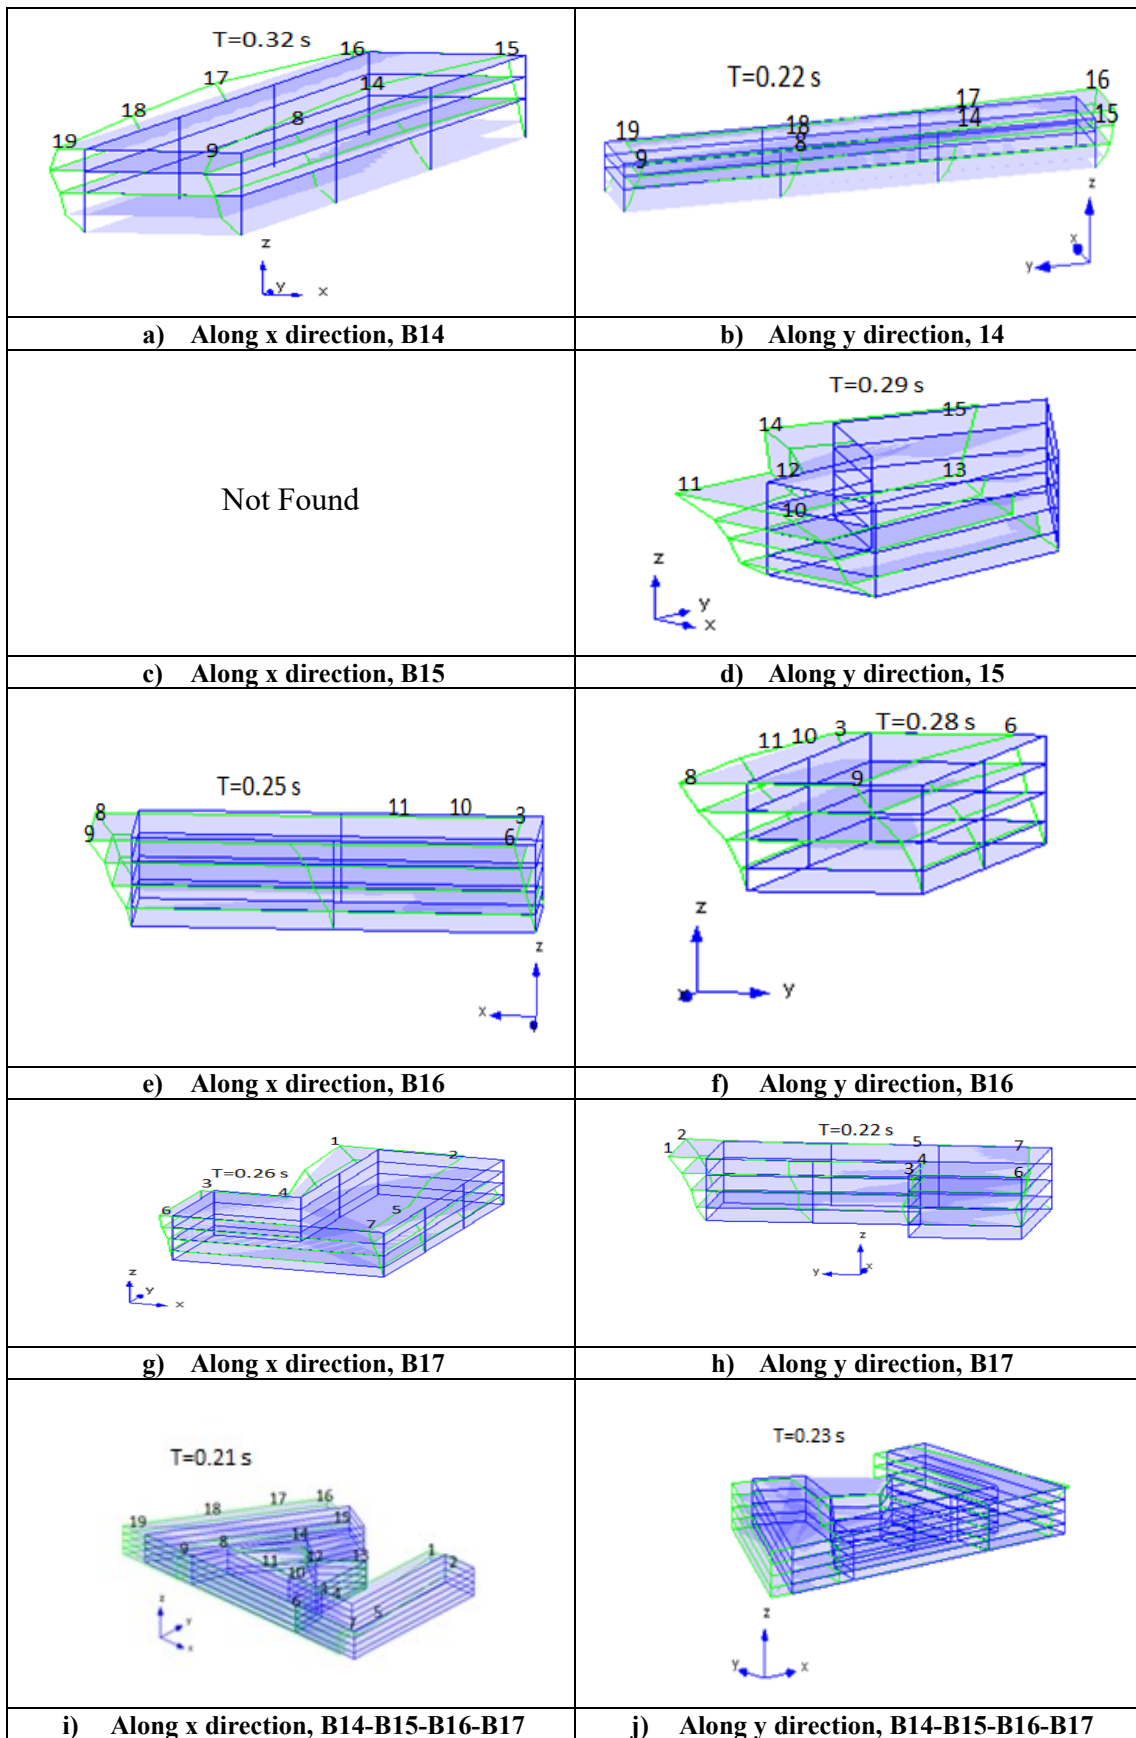 T=0.32 s
16 15
17 14
18 8
19 9
z
y x
T=0.22 s
16
17
15
19 18 14
8
9
z
x
y
a) Along x direction, B14
b) Along y direction, 14
Not Found
T=0.29 s
15
14
12 13
11
10
z
y
x
c) Along x direction, B15
d) Along y direction, 15
T=0.25 s
8 11 10 3
9 6
z
x
T=0.28 s
3 6
11 10
8 9
z
x y
e) Along x direction, B16
f) Along y direction, B16
1
2
T=0.26 s
3 4
6 5
7
z
y
x
T=0.22 s
2 5 7
1 4
3 6
z
x
y
g) Along x direction, B17
h) Along y direction, B17
T=0.21 s
17 16
18 15
19 14
9 8 11 12 13 1
2
10
3 4
6 5
7
z
y
x
T=0.23 s
z
y x
i) Along x direction, B14-B15-B16-B17
j) Along y direction, B14-B15-B16-B17